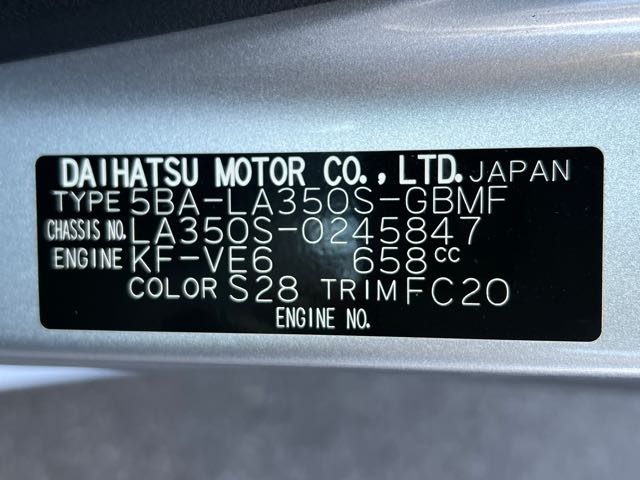 DAIHATSU MOTOR CO.,LTD. JAPAN
TYPE 5BA-LA350S-GBMF
CHASSIS NO. LA350S-0245847
ENGINE KF-VE6 658cc
COLOR S28 TRIM FC20
ENGINE NO.